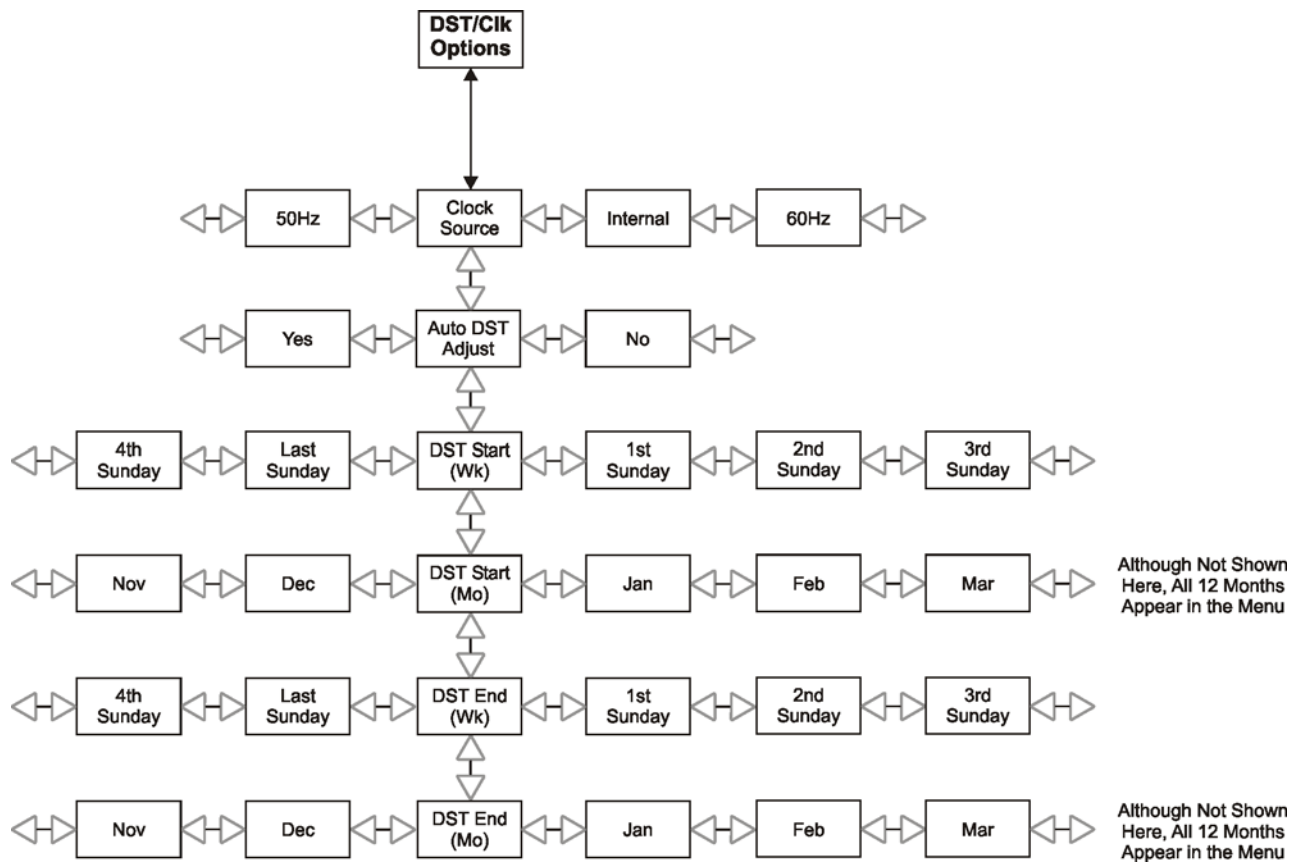 DST/Clk
Options
50Hz
Clock
Source
Internal
60Hz
Yes
Auto DST
Adjust
No
4th
Sunday
Last
Sunday
DST Start
(Wk)
1st
Sunday
2nd
Sunday
3rd
Sunday
Nov
Dec
DST Start
(Mo)
Jan
Feb
Mar
Although Not Shown
Here, All 12 Months
Appear in the Menu
4th
Sunday
Last
Sunday
DST End
(Wk)
1st
Sunday
2nd
Sunday
3rd
Sunday
Nov
Dec
DST End
(Mo)
Jan
Feb
Mar
Although Not Shown
Here, All 12 Months
Appear in the Menu